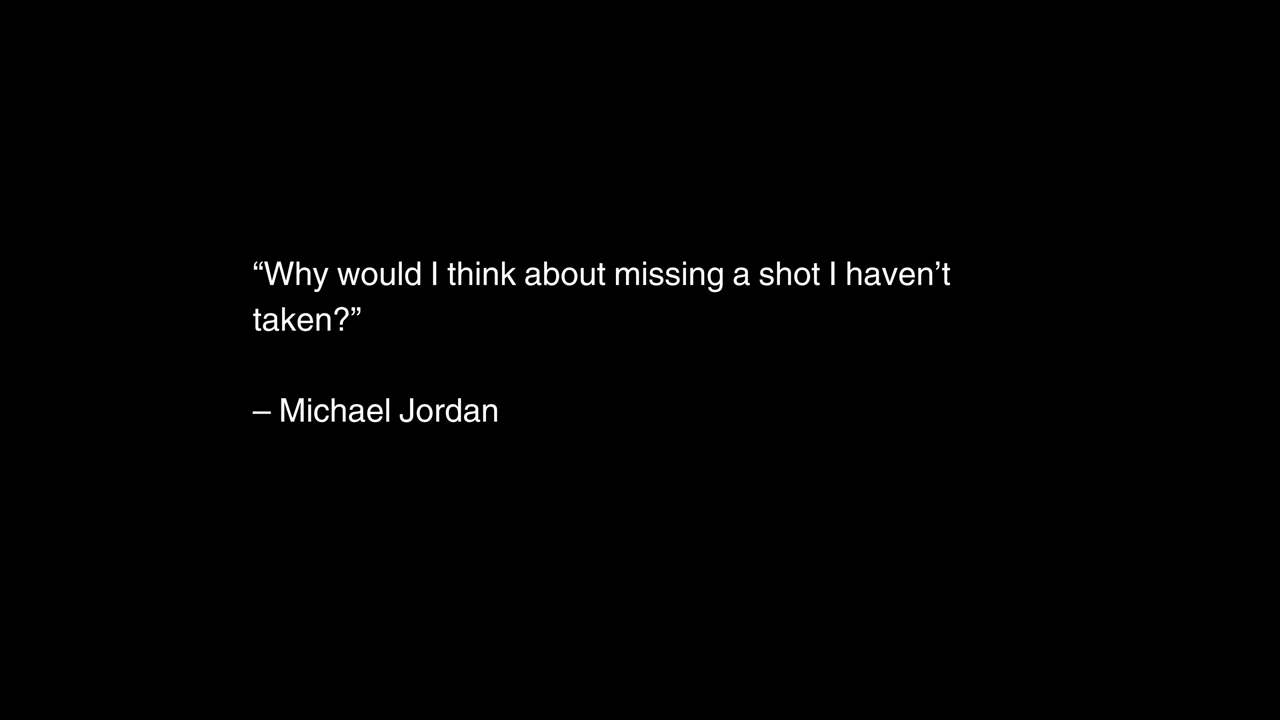 “Why would I think about missing a shot I haven’t
taken?”
– Michael Jordan